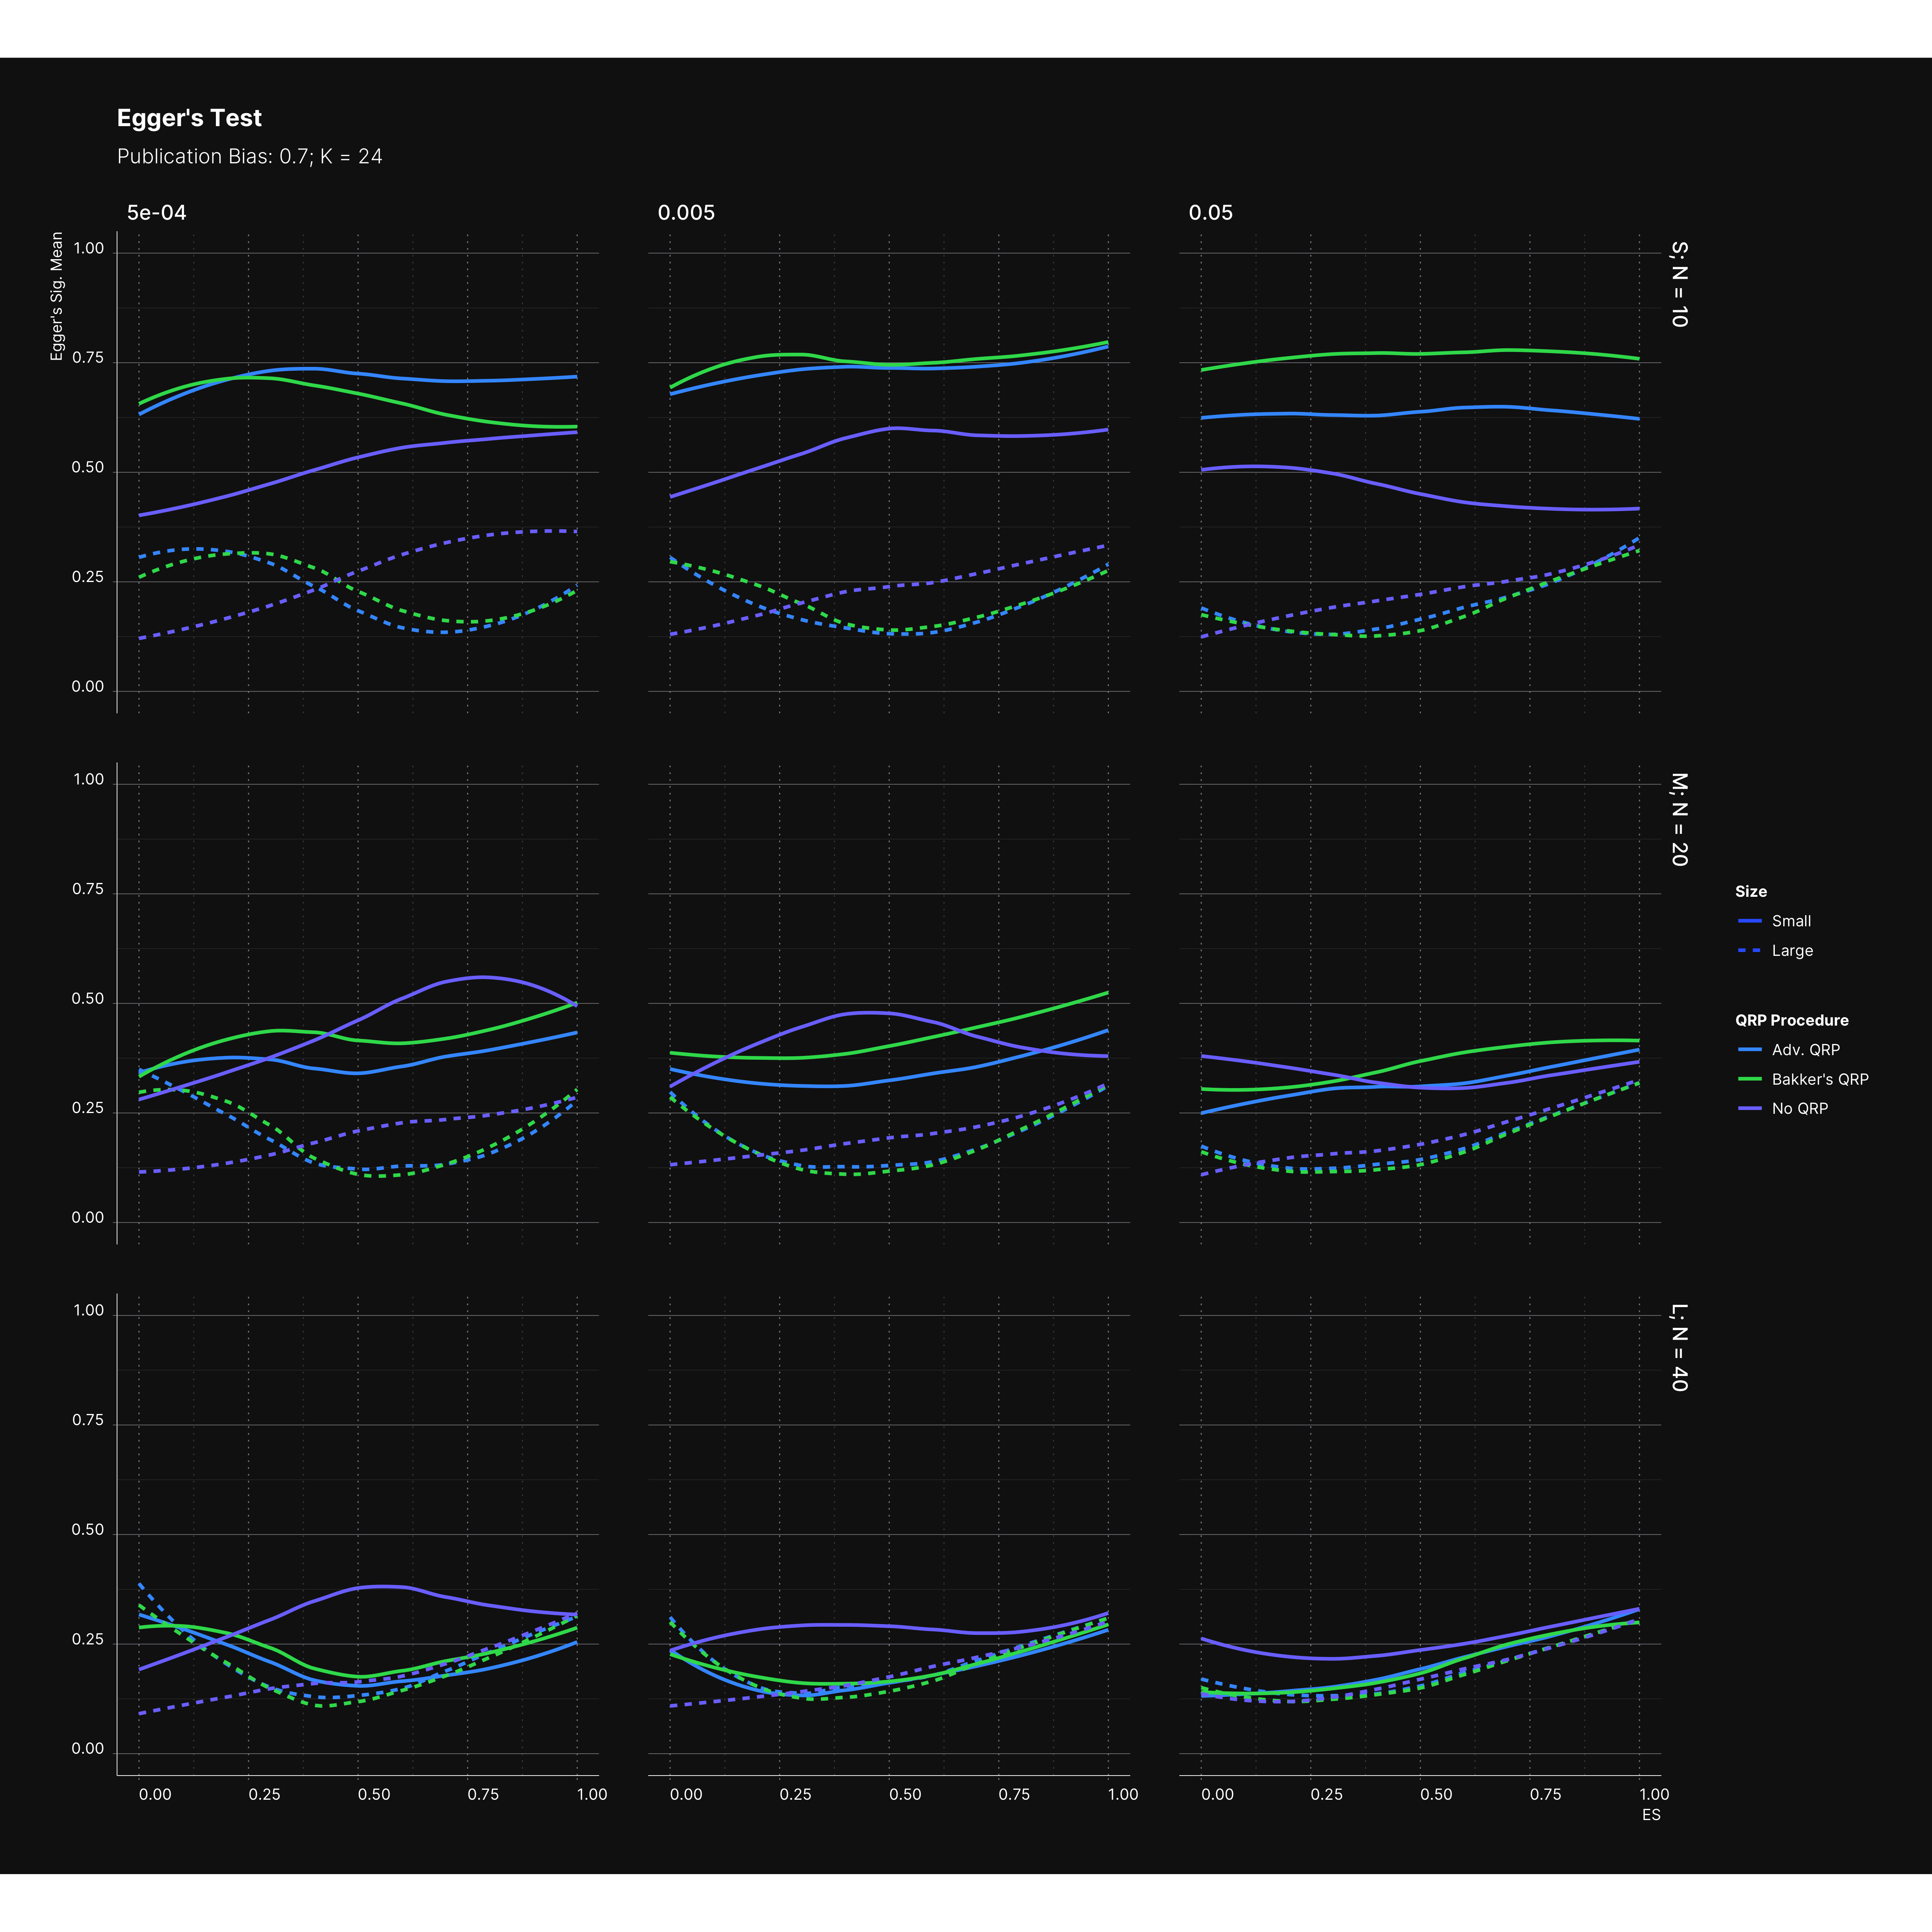 Egger's Test
Publication Bias: 0.7; K = 24
5e-04
0.005
0.05
Egger's Sig. Mean
1.00
0.75
0.50
0.25
0.00
S; N = 10
1.00
0.75
0.50
0.25
0.00
M; N = 20
1.00
0.75
0.50
0.25
0.00
L; N = 40
0.00 0.25 0.50 0.75 1.00
0.00 0.25 0.50 0.75 1.00
0.00 0.25 0.50 0.75 1.00
ES
Size
Small
Large
QRP Procedure
Adv. QRP
Bakker's QRP
No QRP